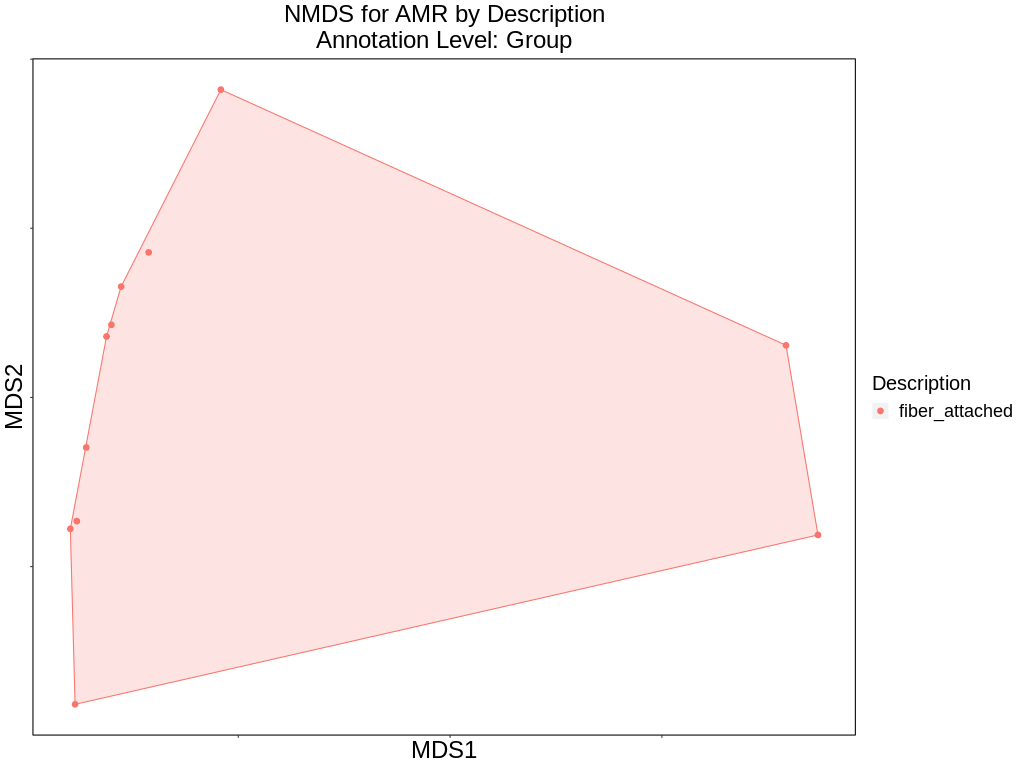 NMDS for AMR by Description
Annotation Level: Group
MDS2
Description
fiber_attached
MDS1